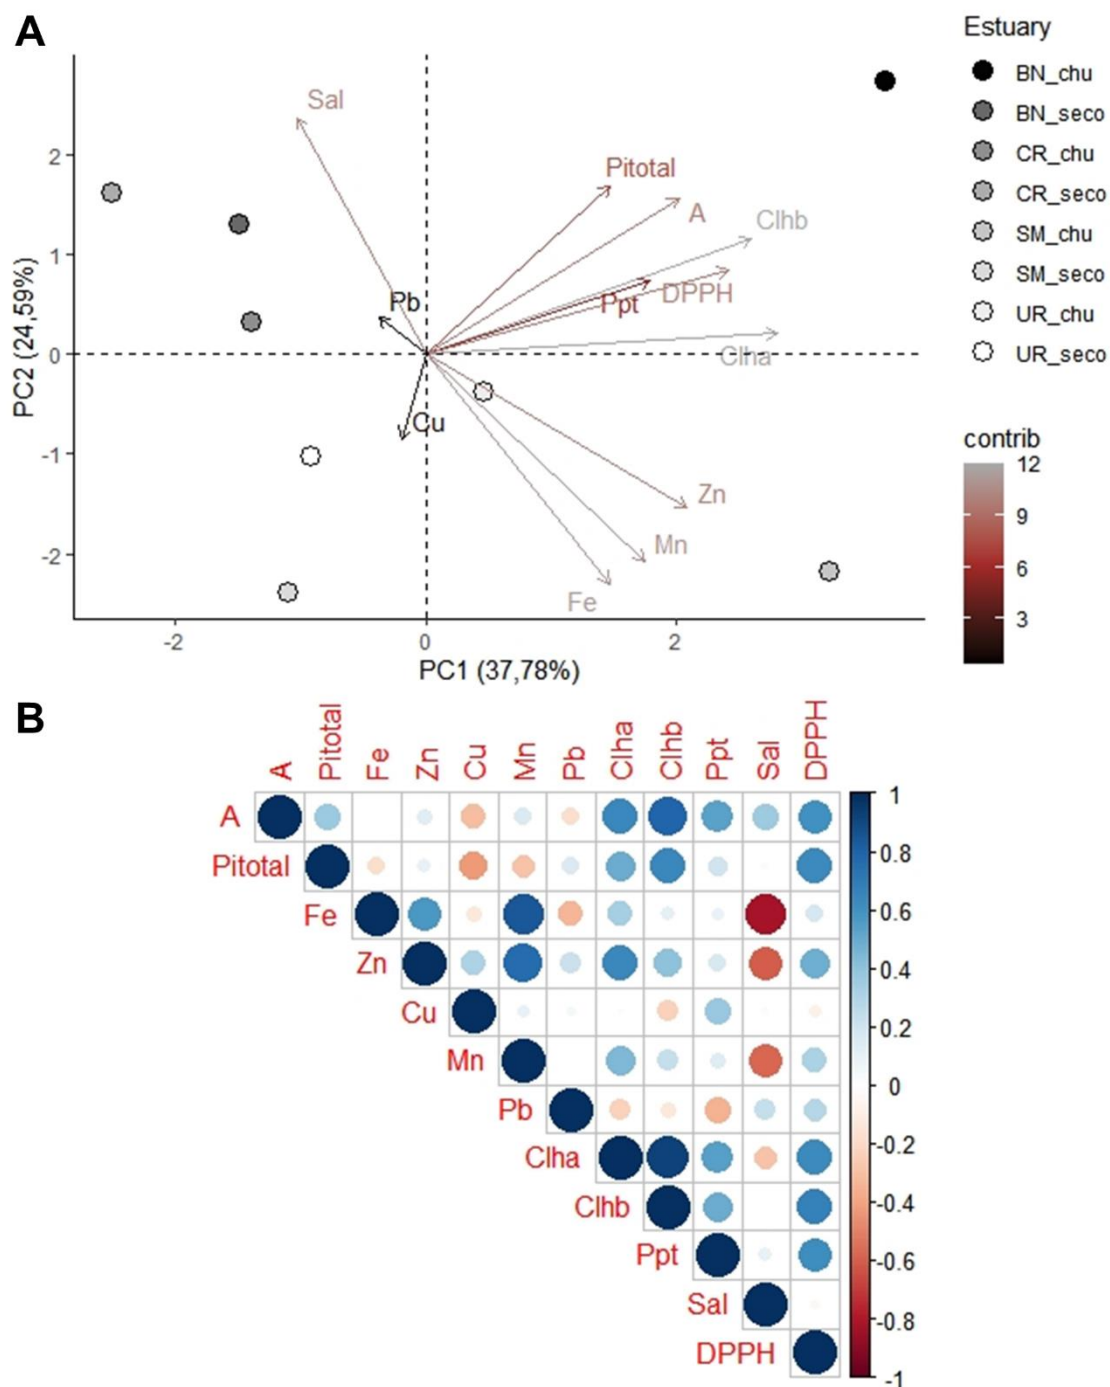 A
Estuary
BN_chu
BN_seco
CR_chu
CR_seco
SM_chu
SM_seco
UR_chu
UR_seco
contrib
12
9
6
3
PC2 (24,59%)
2
1
0
-1
-2
Sal
Pitotal
A
Clhb
Pb
Ppt
DPPH
Clha
Cu
Zn
Mn
Fe
-2
0
2
PC1 (37,78%)
B
A
Pitotal
Fe
Zn
Cu
Mn
Pb
Clha
Clhb
Ppt
Sal
DPPH
A
Pitotal
Fe
Zn
Cu
Mn
Pb
Clha
Clhb
Ppt
Sal
DPPH
1
0.8
0.6
0.4
0.2
0
-0.2
-0.4
-0.6
-0.8
-1